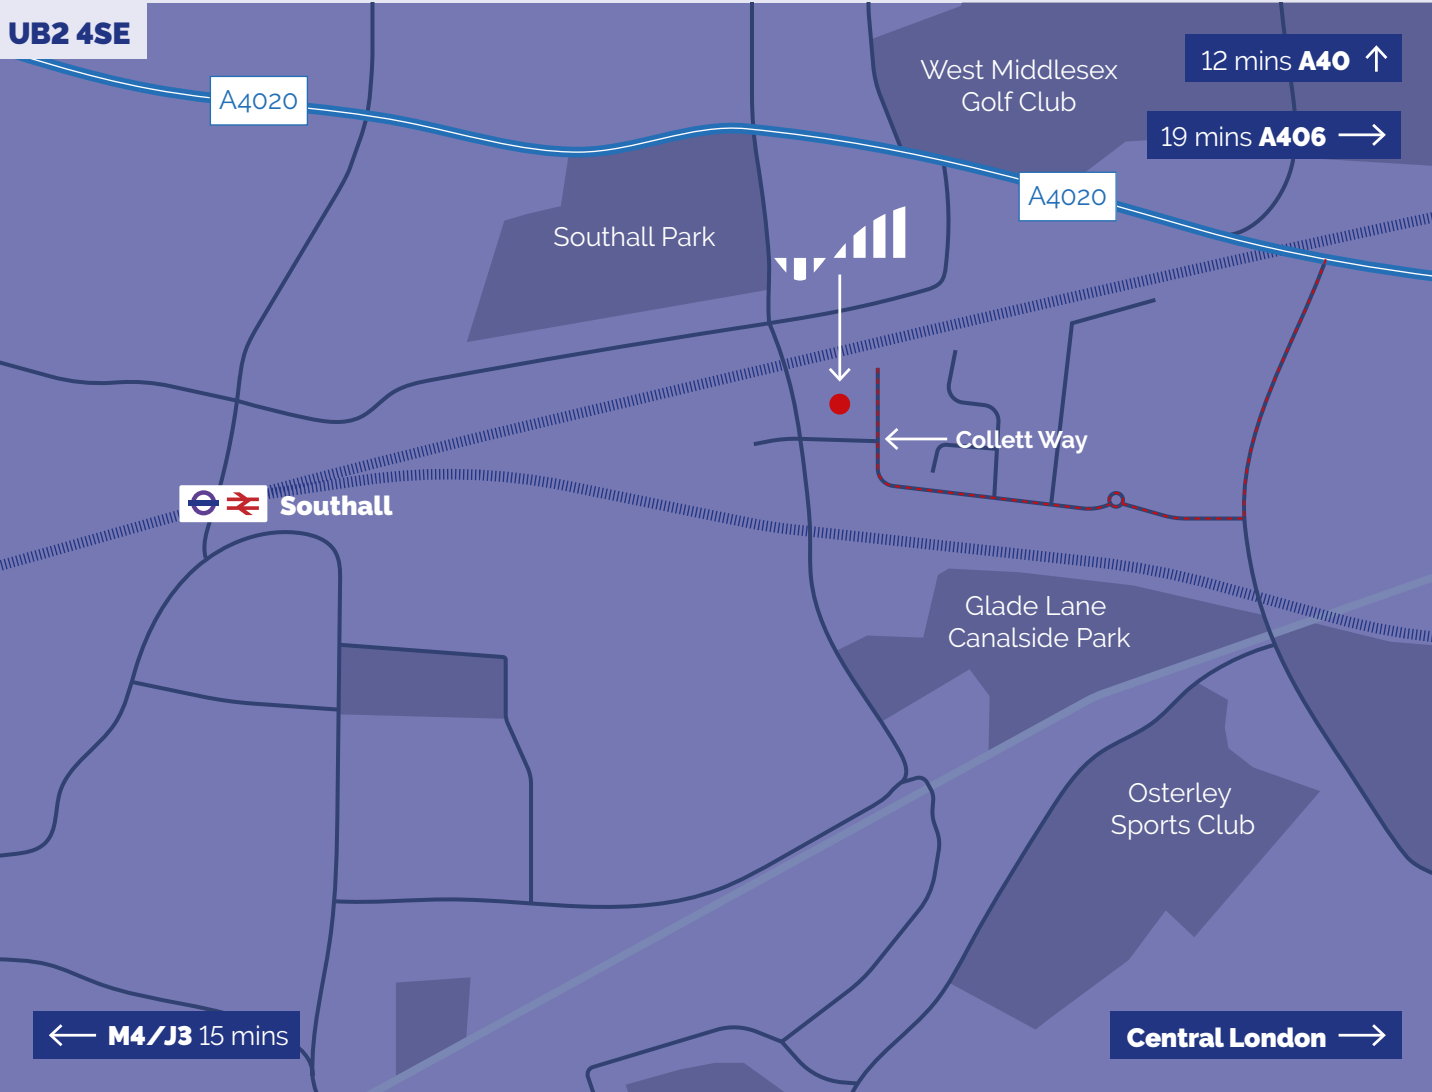 UB2 4SE
A4020
West Middlesex
Golf Club
12 mins A40 ↑
19 mins A406 →
A4020
Southall Park
← Collett Way
Southall
Glade Lane
Canalside Park
Osterley
Sports Club
← M4/J3 15 mins
Central London →